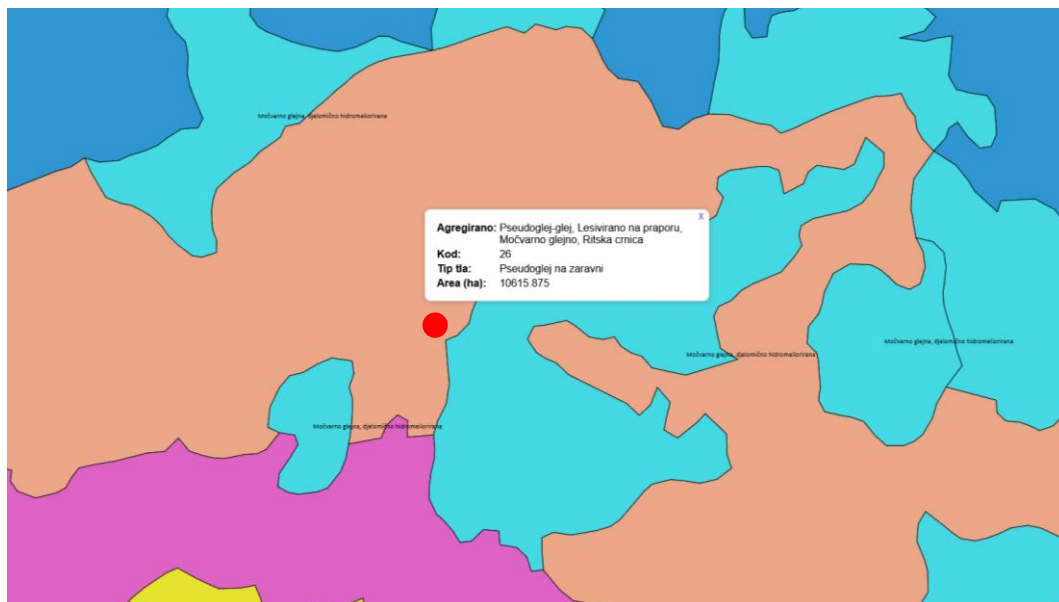 Močvarno glejna, djelomično hidromeliorirana
X
Agregirano: Pseudoglej-glej, Lesivirano na praporu,
Močvarno glejno, Ritska crnica
Kod: 26
Tip tla: Pseudoglej na zaravni
Area (ha): 10615.875
Močvarno glejna, djelomično hidromeliorirana
Močvarno glejna, djelomično hidromeliorirana
Močvarno glejna, djelomično hidromeliorirana